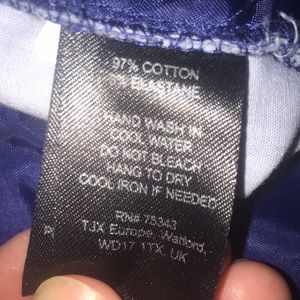 97% COTTON
ELASTANE
HAND WASH IN
COOL WATER
DO NOT BLEACH
HANG TO DRY
COOL IRON IF NEEDED
RN# 75343
TJX Europe, Watford,
WD17 1TX, UK
PI